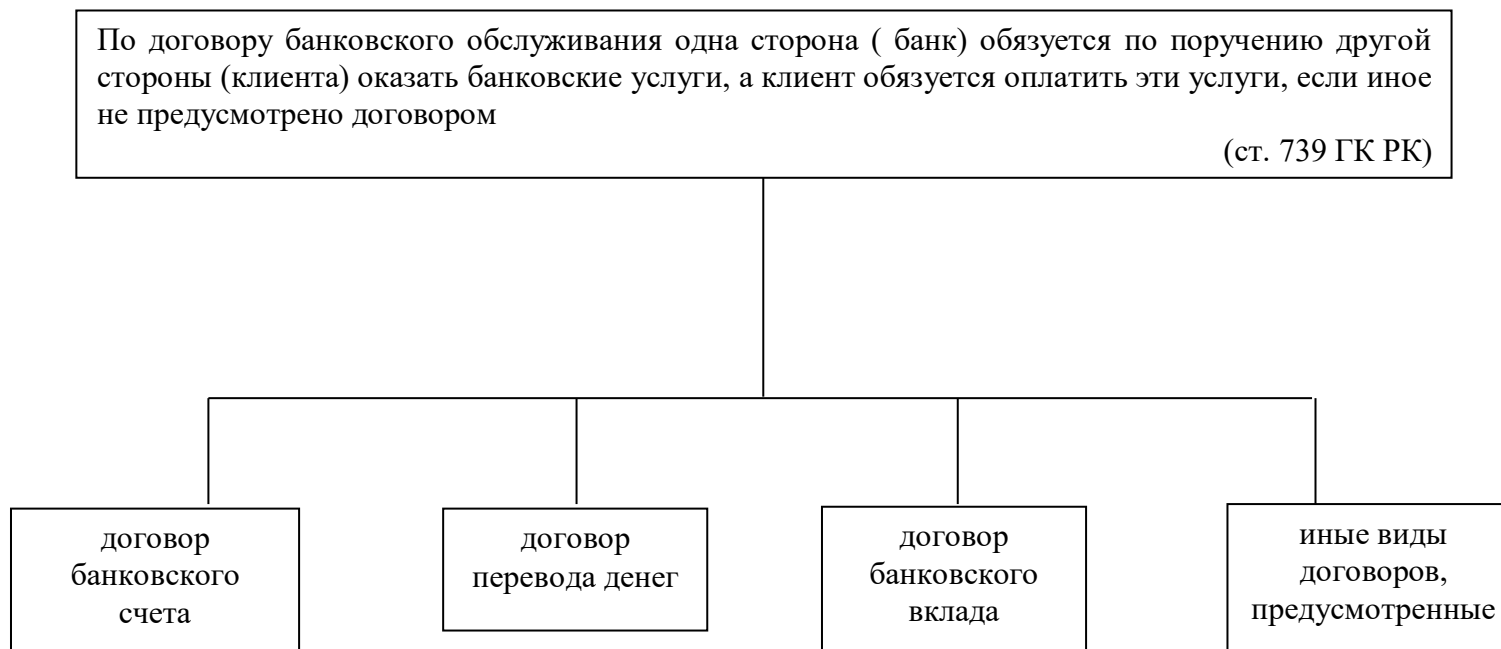 По договору банковского обслуживания одна сторона ( банк) обязуется по поручению другой
стороны (клиента) оказать банковские услуги, а клиент обязуется оплатить эти услуги, если иное
не предусмотрено договором
(ст. 739 ГК РК)
договор
банковского
счета
договор
перевода денег
договор
банковского
вклада
иные виды
договоров,
предусмотренные